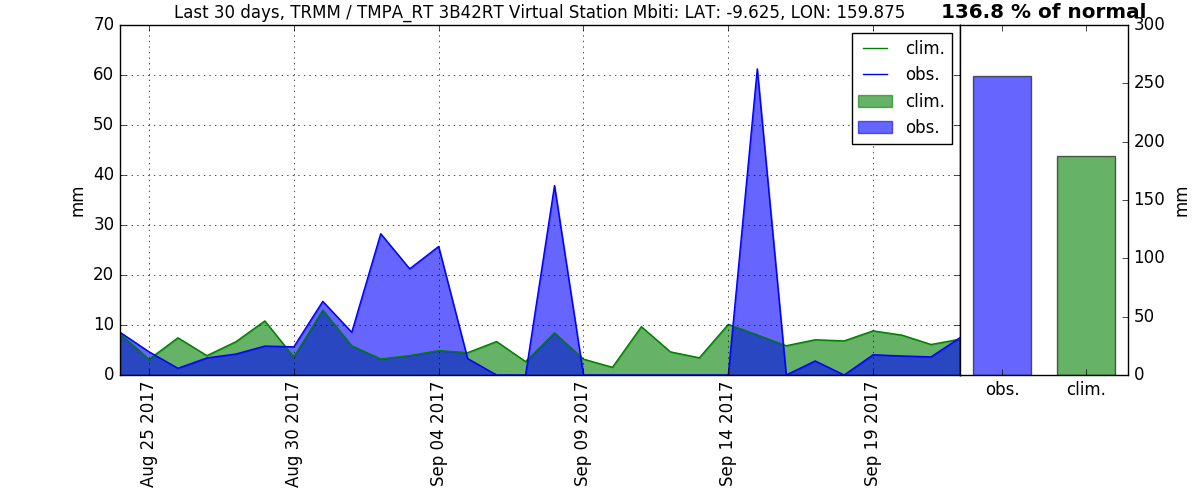 Last 30 days, TRMM / TMPA_RT 3B42RT Virtual Station Mbiti: LAT: -9.625, LON: 159.875
136.8 % of normal
70
60
50
40
30
20
10
0
mm
clim.
obs.
clim.
obs.
Aug 25 2017
Aug 30 2017
Sep 04 2017
Sep 09 2017
Sep 14 2017
Sep 19 2017
300
250
200
150
100
50
0
mm
obs. clim.